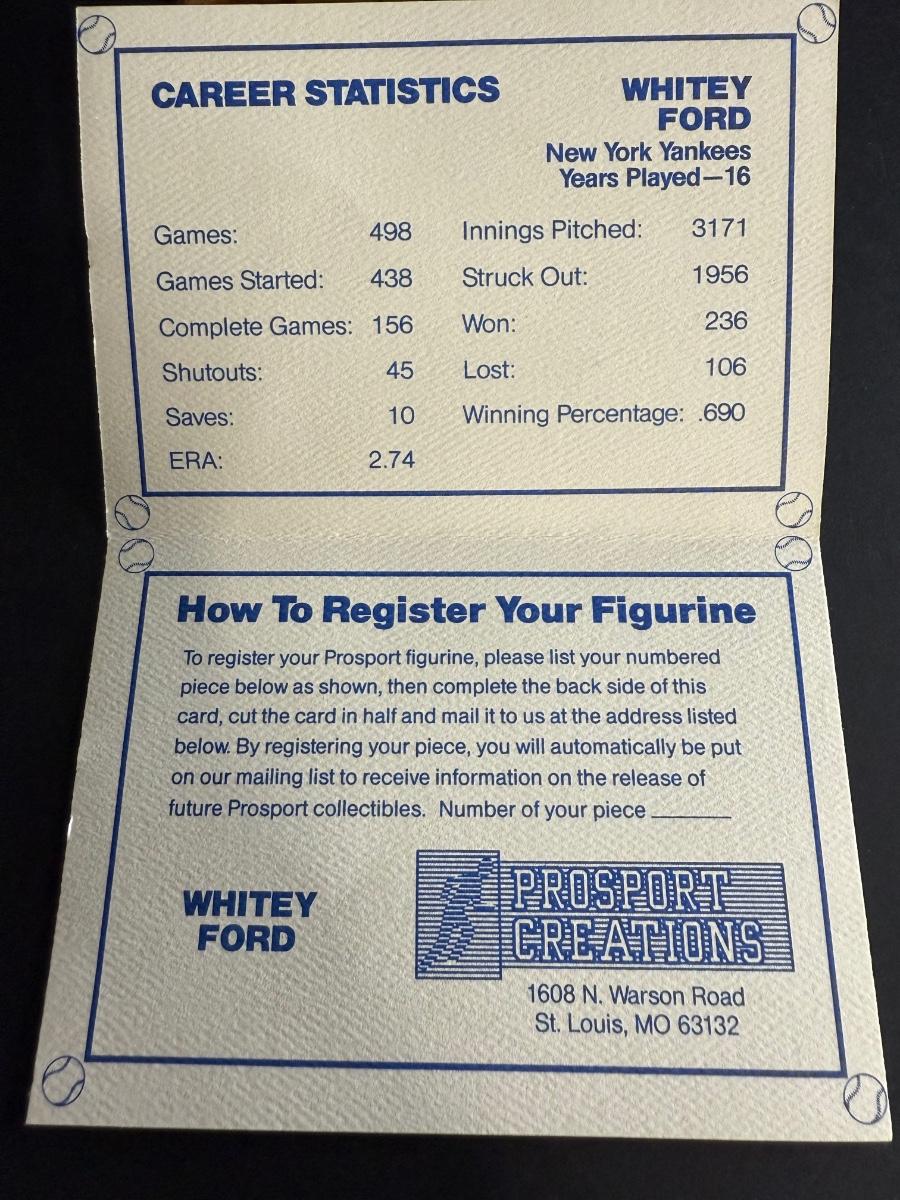 CAREER STATISTICS
WHITEY
FORD
New York Yankees
Years Played—16
Games: 498
Games Started: 438
Complete Games: 156
Shutouts: 45
Saves: 10
ERA: 2.74
Innings Pitched: 3171
Struck Out: 1956
Won: 236
Lost: 106
Winning Percentage: .690
How To Register Your Figurine
To register your Prosport figurine, please list your numbered
piece below as shown, then complete the back side of this
card, cut the card in half and mail it to us at the address listed
below. By registering your piece, you will automatically be put
on our mailing list to receive information on the release of
future Prosport collectibles. Number of your piece ________
WHITEY
FORD
PROSPORT
CREATIONS
1608 N. Warson Road
St. Louis, MO 63132